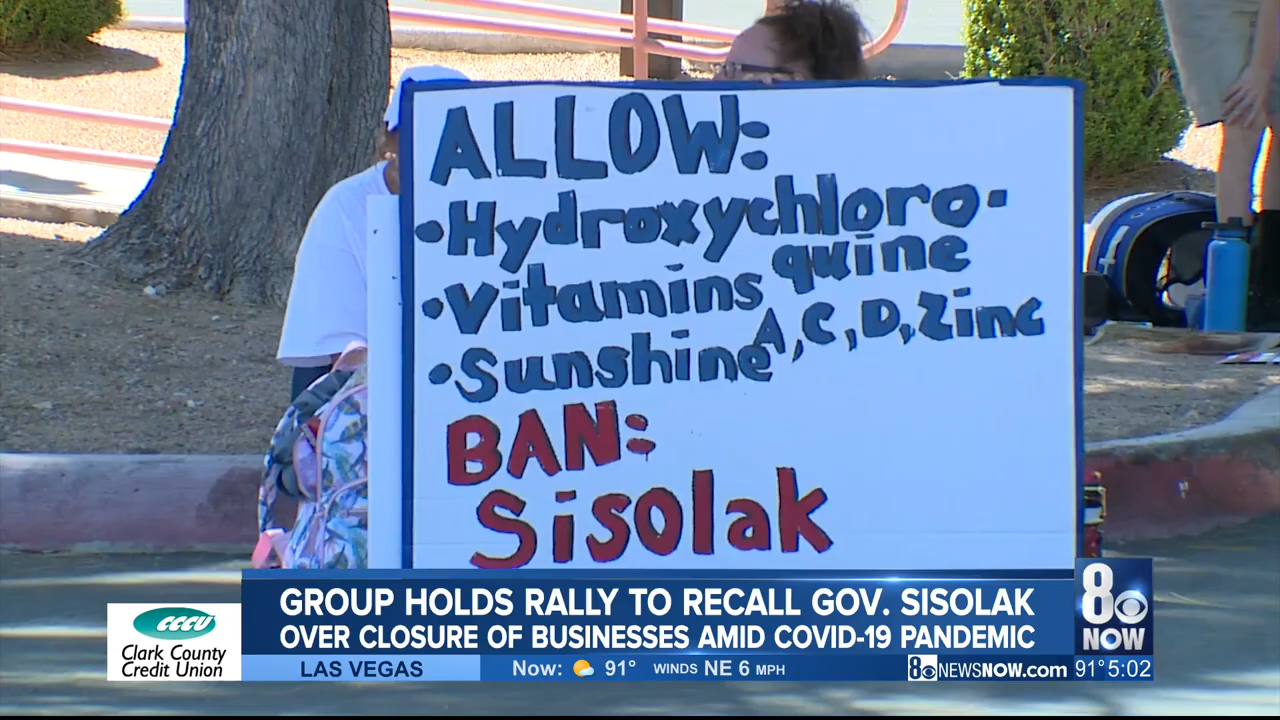 ALLOW:
•Hydroxychloro-
quine
•Vitamins
A,C,D,Zinc
•Sunshine
BAN:
Sisolak
GROUP HOLDS RALLY TO RECALL GOV. SISOLAK
OVER CLOSURE OF BUSINESSES AMID COVID-19 PANDEMIC
8
NOW
CCCU
Clark County
Credit Union
LAS VEGAS Now: 91° WINDS NE 6 MPH 8NEWSNOW.com 91° 5:02